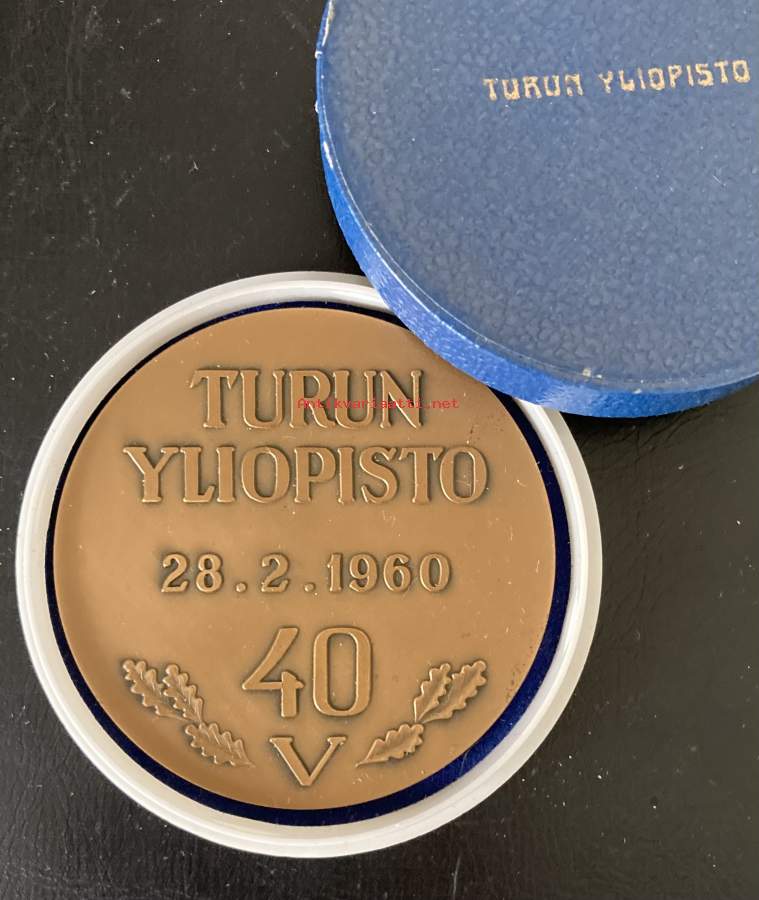 TURUN YLIOPISTO
TURUN
Antikvariaatti.net
YLIOPISTO
28.2.1960
40
V